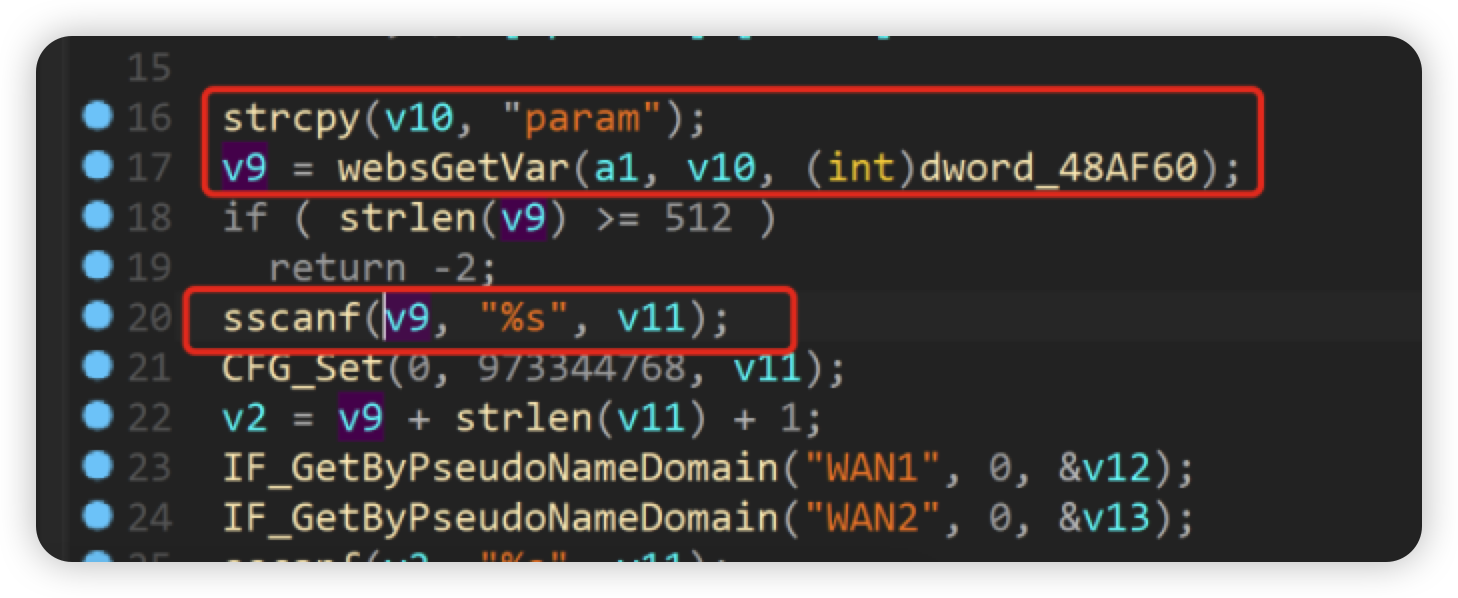 15
16 strcpy(v10, "param");
17 v9 = websGetVar(a1, v10, (int)dword_48AF60);
18 if ( strlen(v9) >= 512 )
19 return -2;
20 sscanf(v9, "%s", v11);
21 CFG_Set(0, 973344768, v11);
22 v2 = v9 + strlen(v11) + 1;
23 IF_GetByPseudoNameDomain("WAN1", 0, &v12);
24 IF_GetByPseudoNameDomain("WAN2", 0, &v13);